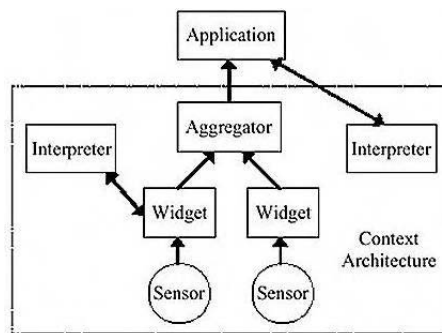 Application
Aggregator
Interpreter
Interpreter
Widget
Widget
Context
Architecture
Sensor
Sensor